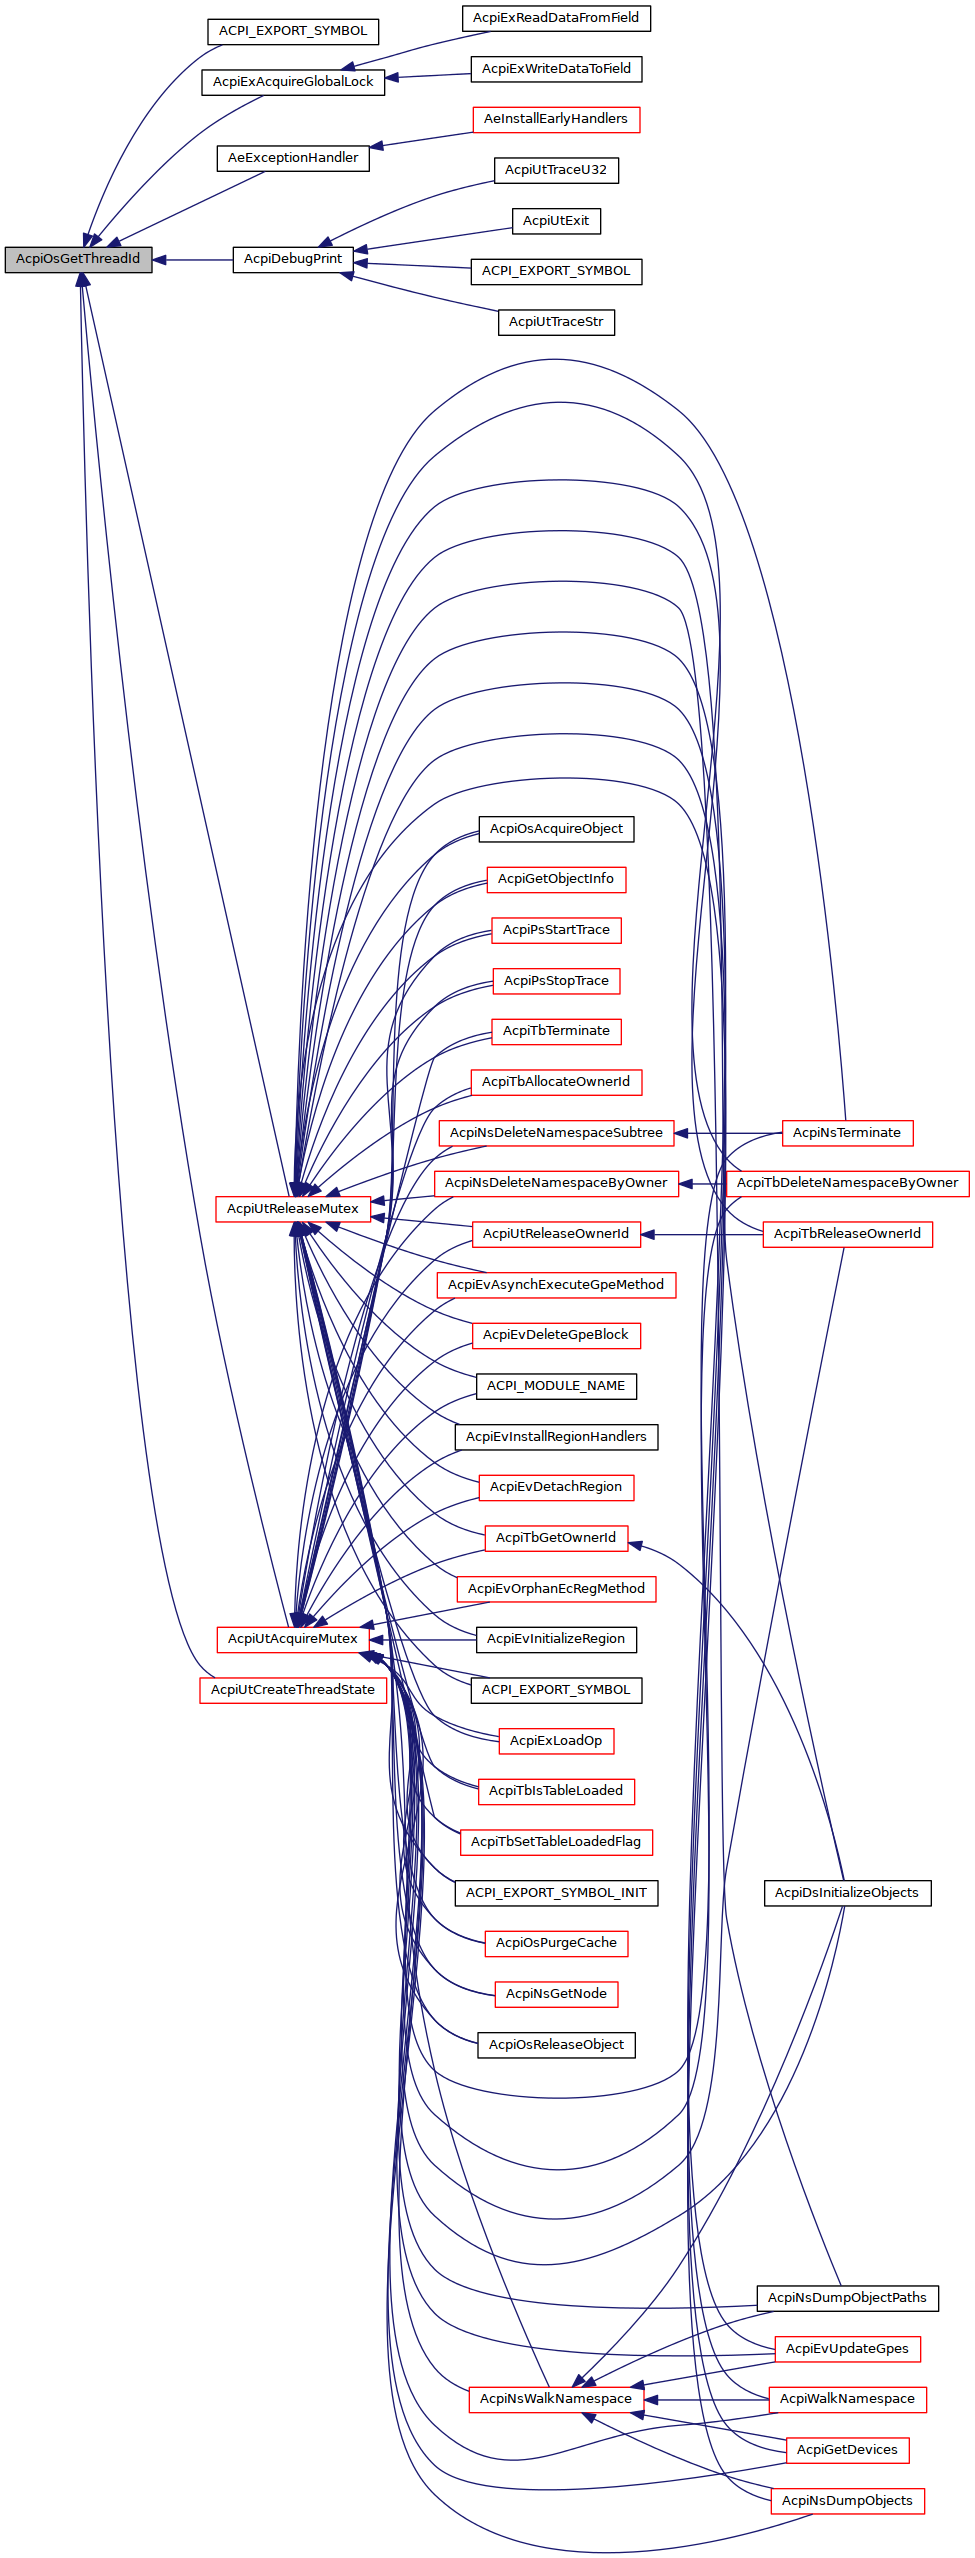 AcpiExReadDataFromField
ACPI_EXPORT_SYMBOL
AcpiExWriteDataToField
AcpiExAcquireGlobalLock
AeInstallEarlyHandlers
AeExceptionHandler
AcpiUtTraceU32
AcpiUtExit
AcpiOsGetThreadId
AcpiDebugPrint
ACPI_EXPORT_SYMBOL
AcpiUtTraceStr
AcpiOsAcquireObject
AcpiGetObjectInfo
AcpiPsStartTrace
AcpiPsStopTrace
AcpiTbTerminate
AcpiTbAllocateOwnerId
AcpiNsDeleteNamespaceSubtree
AcpiNsTerminate
AcpiNsDeleteNamespaceByOwner
AcpiTbDeleteNamespaceByOwner
AcpiUtReleaseMutex
AcpiUtReleaseOwnerId
AcpiTbReleaseOwnerId
AcpiEvAsynchExecuteGpeMethod
AcpiEvDeleteGpeBlock
ACPI_MODULE_NAME
AcpiEvInstallRegionHandlers
AcpiEvDetachRegion
AcpiTbGetOwnerId
AcpiEvOrphanEcRegMethod
AcpiUtAcquireMutex
AcpiEvInitializeRegion
AcpiUtCreateThreadState
ACPI_EXPORT_SYMBOL
AcpiExLoadOp
AcpiTbIsTableLoaded
AcpiTbSetTableLoadedFlag
ACPI_EXPORT_SYMBOL_INIT
AcpiDsInitializeObjects
AcpiOsPurgeCache
AcpiNsGetNode
AcpiOsReleaseObject
AcpiNsDumpObjectPaths
AcpiEvUpdateGpes
AcpiNsWalkNamespace
AcpiWalkNamespace
AcpiGetDevices
AcpiNsDumpObjects